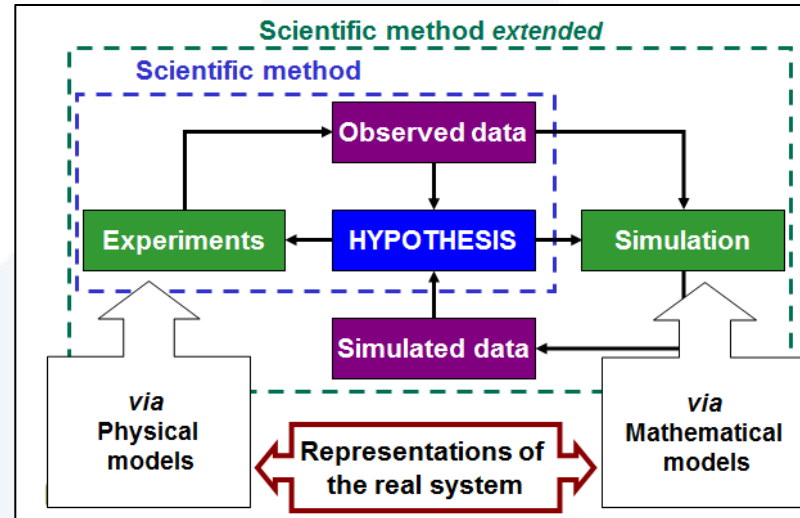 Scientific method extended
Scientific method
Observed data
Experiments
HYPOTHESIS
Simulation
Simulated data
via
Physical
models
Representations of
the real system
via
Mathematical
models